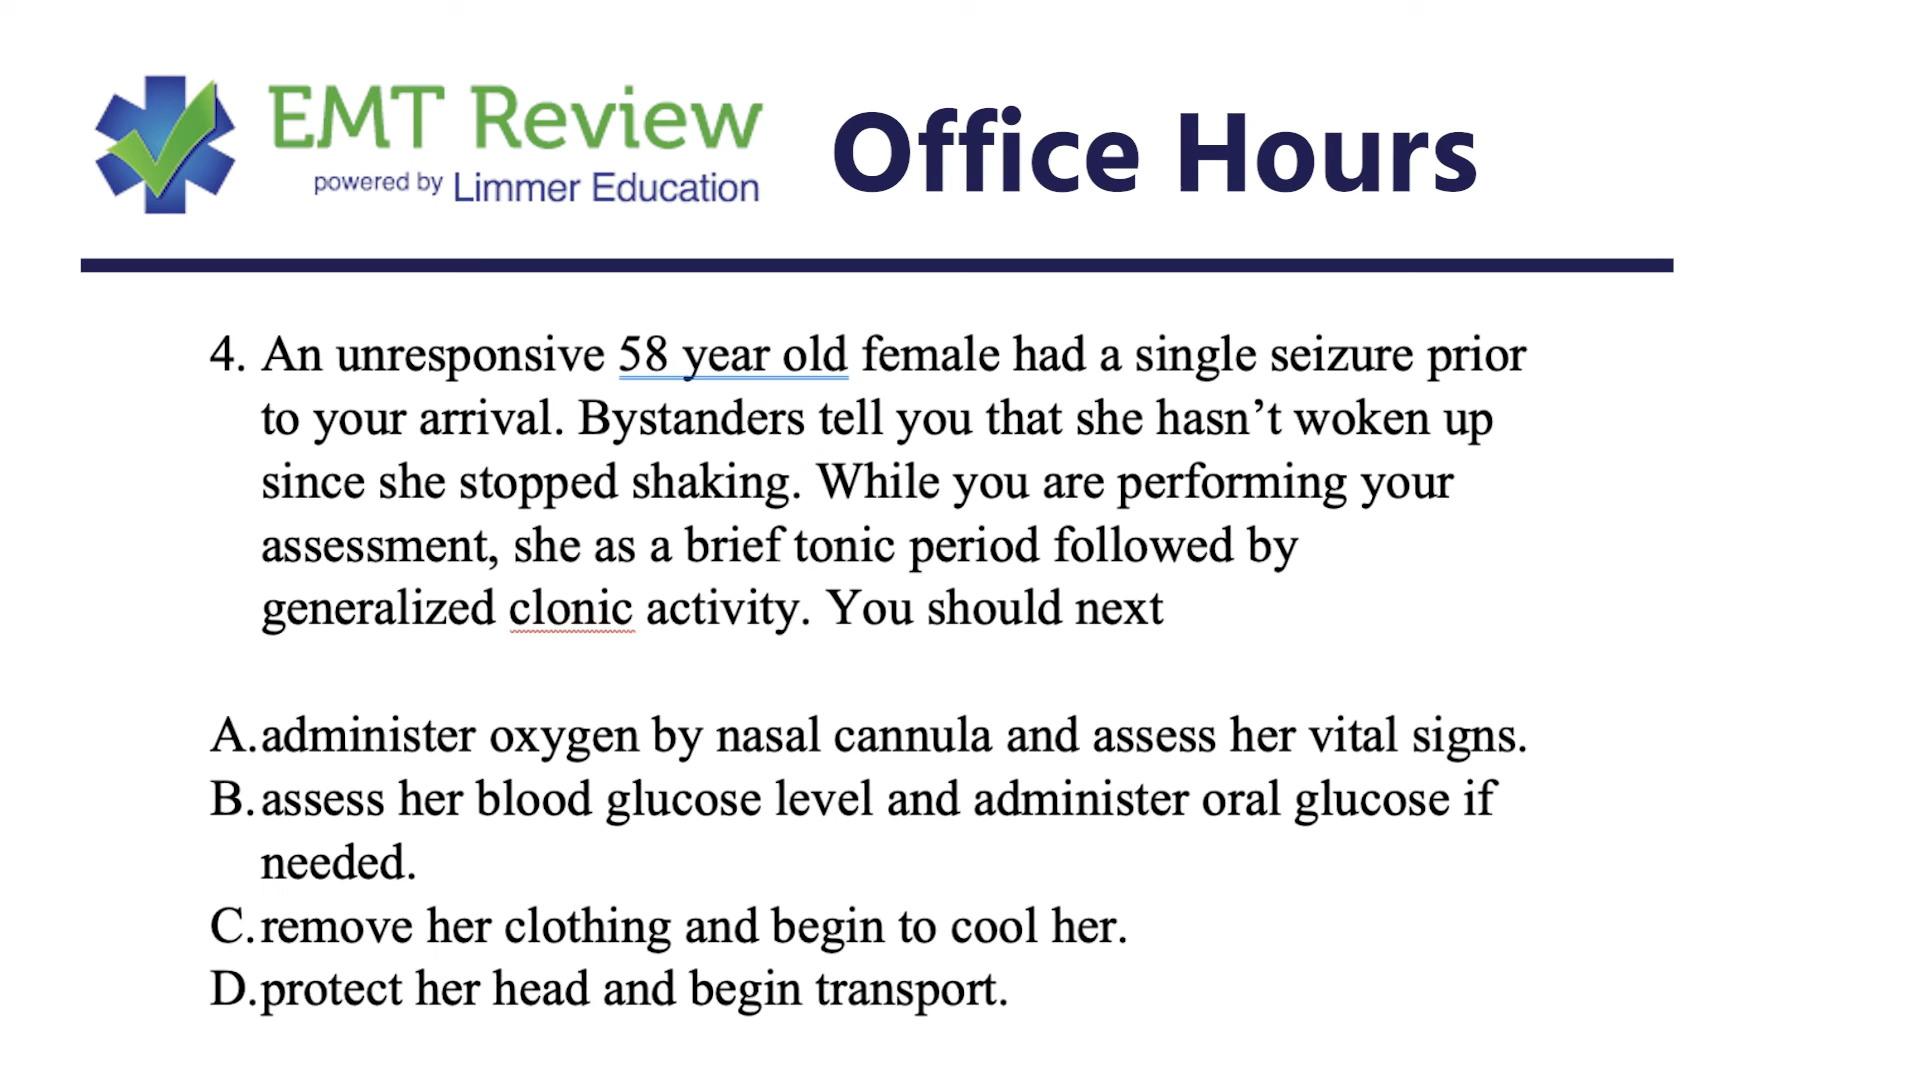 EMT Review
powered by Limmer Education
Office Hours
4. An unresponsive 58 year old female had a single seizure prior
to your arrival. Bystanders tell you that she hasn’t woken up
since she stopped shaking. While you are performing your
assessment, she as a brief tonic period followed by
generalized clonic activity. You should next
A. administer oxygen by nasal cannula and assess her vital signs.
B. assess her blood glucose level and administer oral glucose if
needed.
C. remove her clothing and begin to cool her.
D. protect her head and begin transport.